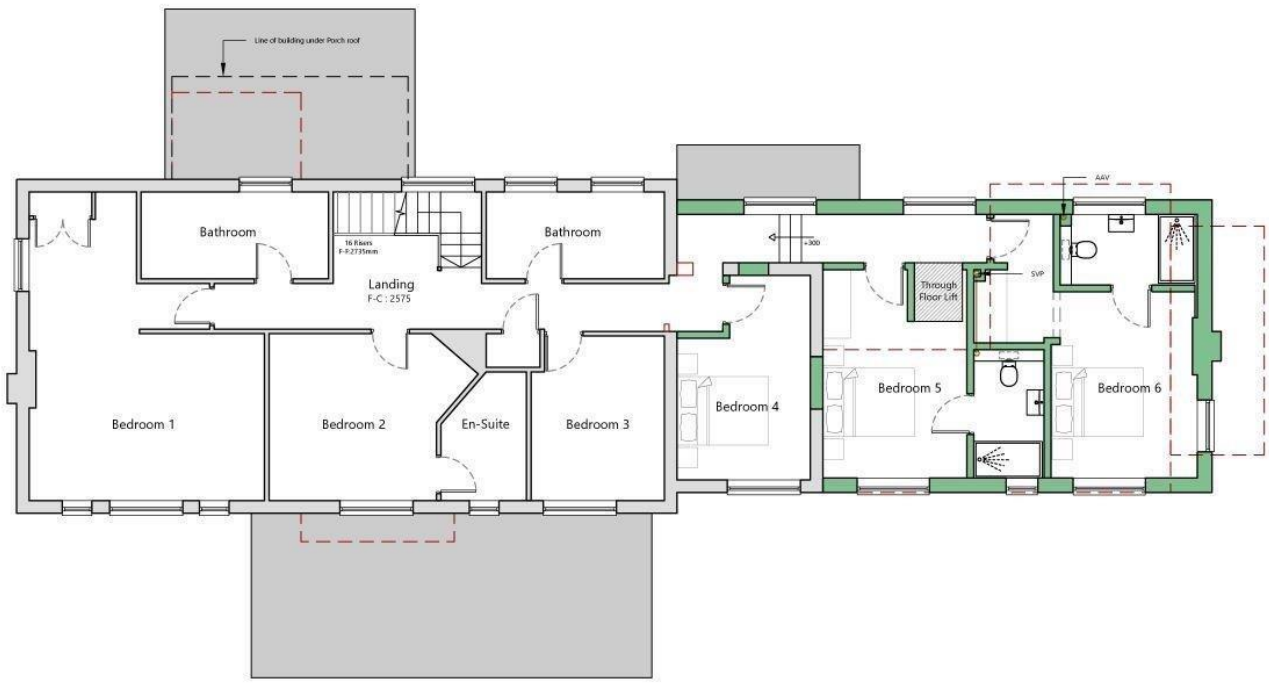 Line of building under Porch roof
AAV
Bathroom
16 Risers
F-F:2735mm
Bathroom
+300
Landing
F-C : 2575
SVP
Through
Floor Lift
Bedroom 1
Bedroom 2
En-Suite
Bedroom 3
Bedroom 4
Bedroom 5
Bedroom 6